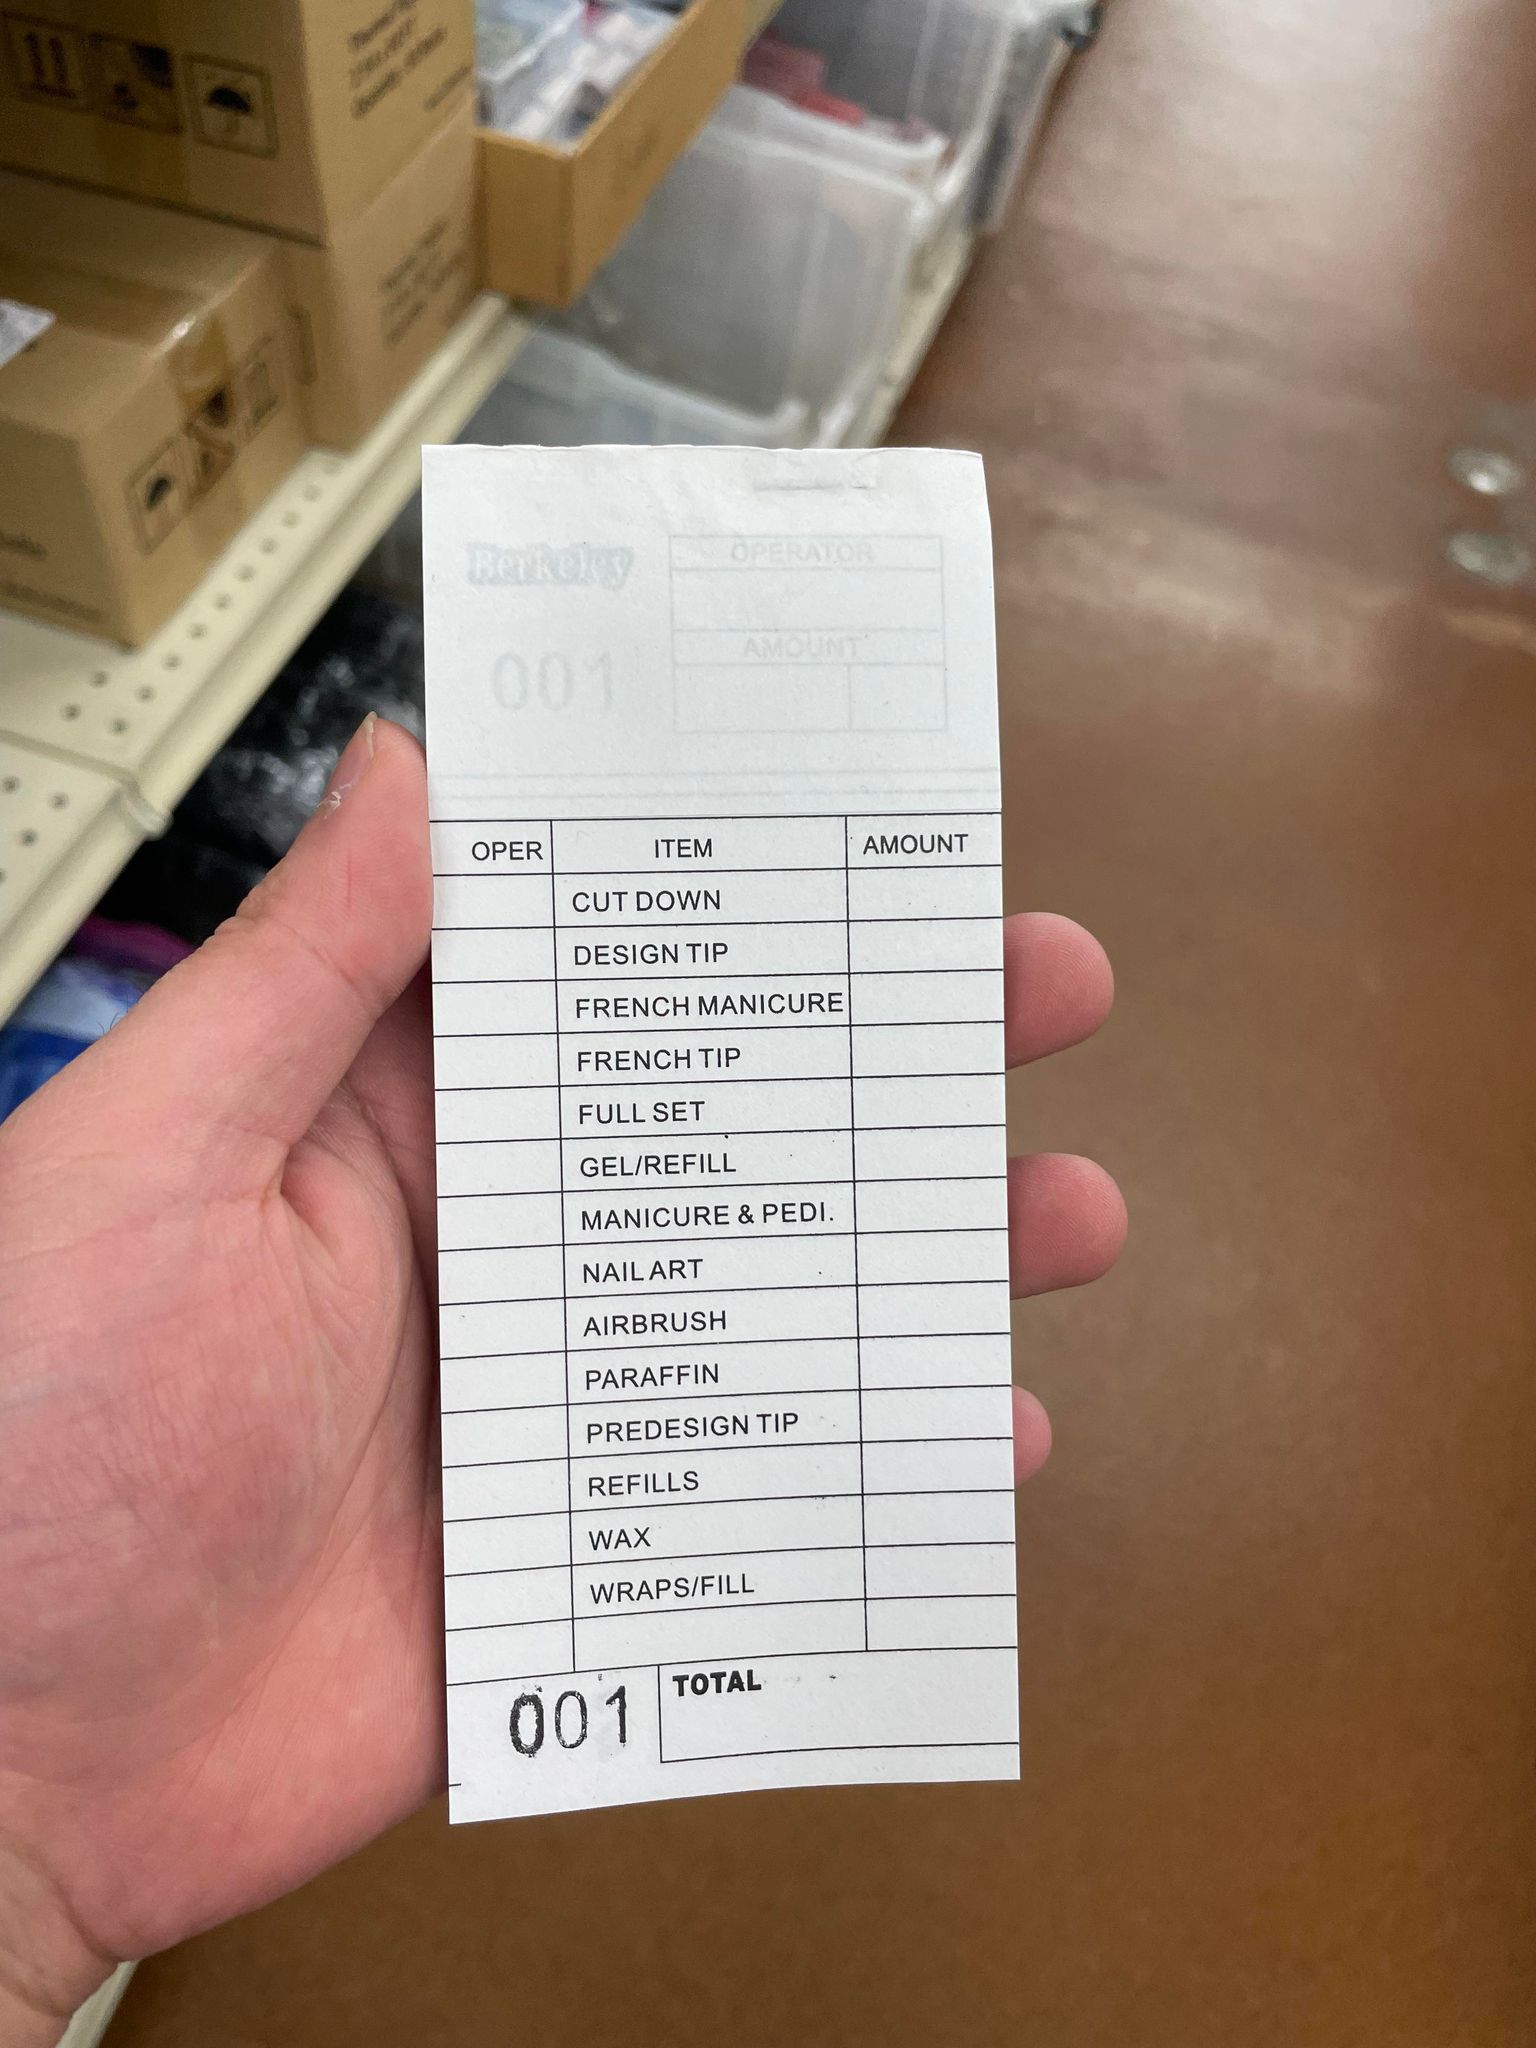 Berkeley
OPERATOR
AMOUNT
001
OPER ITEM AMOUNT
CUT DOWN
DESIGN TIP
FRENCH MANICURE
FRENCH TIP
FULL SET
GEL/REFILL
MANICURE & PEDI.
NAIL ART
AIRBRUSH
PARAFFIN
PREDESIGN TIP
REFILLS
WAX
WRAPS/FILL
001 TOTAL